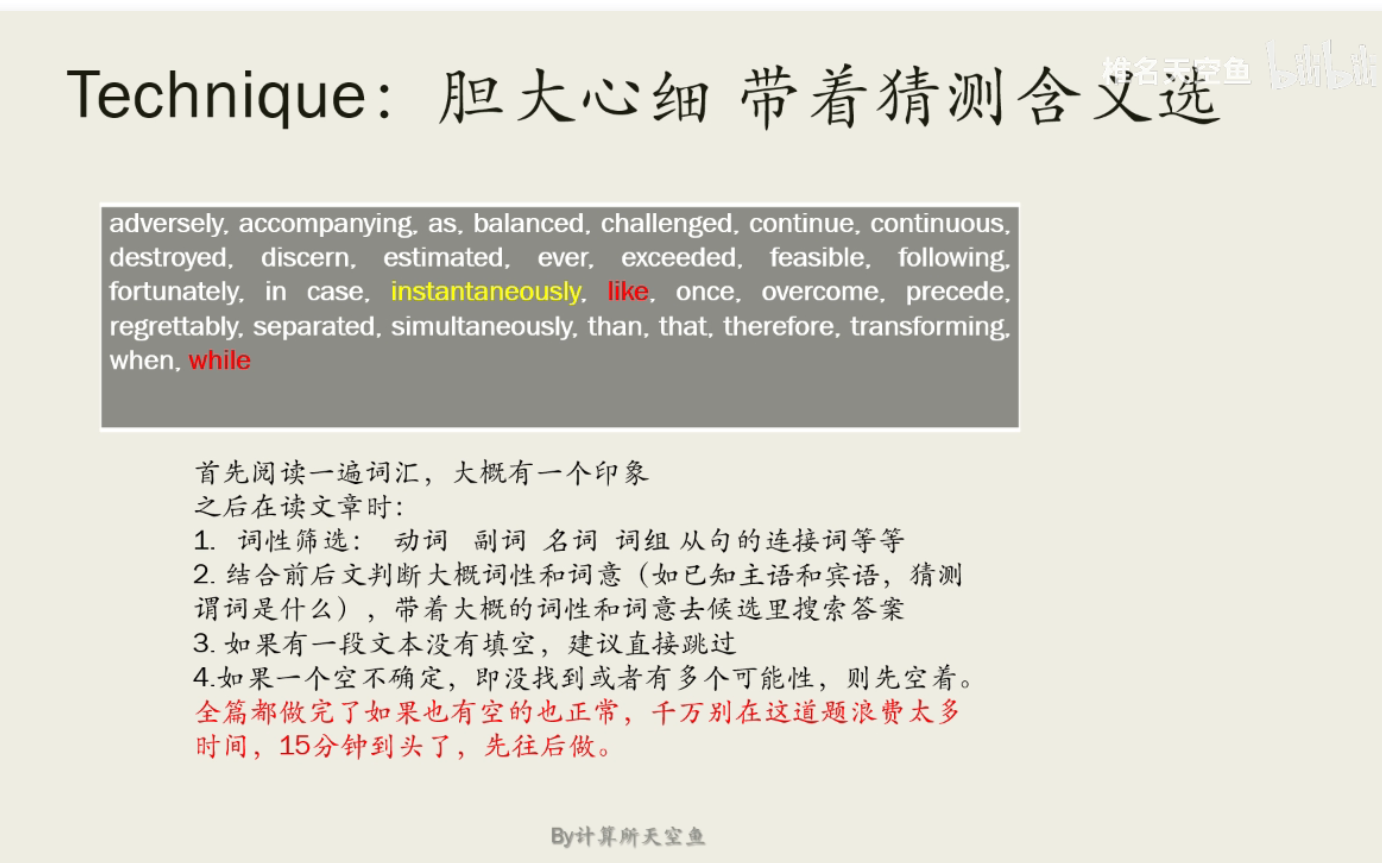 Technique：胆大心细 带着猜测含义选
椎名天空鱼 bilibili
adversely, accompanying, as, balanced, challenged, continue, continuous,
destroyed, discern, estimated, ever, exceeded, feasible, following,
fortunately, in case, instantaneously, like, once, overcome, precede,
regrettably, separated, simultaneously, than, that, therefore, transforming,
when, while
首先阅读一遍词汇，大概有一个印象
之后在读文章时：
1. 词性筛选： 动词 副词 名词 词组 从句的连接词等等
2. 结合前后文判断大概词性和词意（如已知主语和宾语，猜测
谓词是什么），带着大概的词性和词意去候选里搜索答案
3. 如果有一段文本没有填空，建议直接跳过
4.如果一个空不确定，即没找到或者有多个可能性，则先空着。
全篇都做完了如果也有空的也正常，千万别在这道题浪费太多
时间，15分钟到头了，先往后做。
By计算所天空鱼